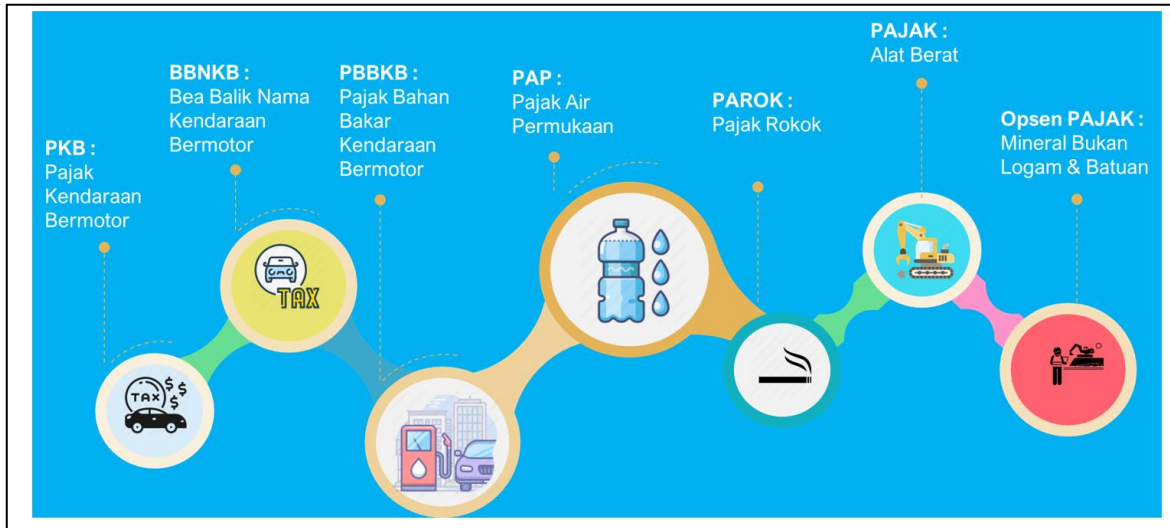 PKB :
Pajak
Kendaraan
Bermotor
BBNKB :
Bea Balik Nama
Kendaraan
Bermotor
PBBKB :
Pajak Bahan
Bakar
Kendaraan
Bermotor
PAP :
Pajak Air
Permukaan
PAROK :
Pajak Rokok
PAJAK :
Alat Berat
Opsen PAJAK :
Mineral Bukan
Logam & Batuan
TAX
$
$
$
TAX